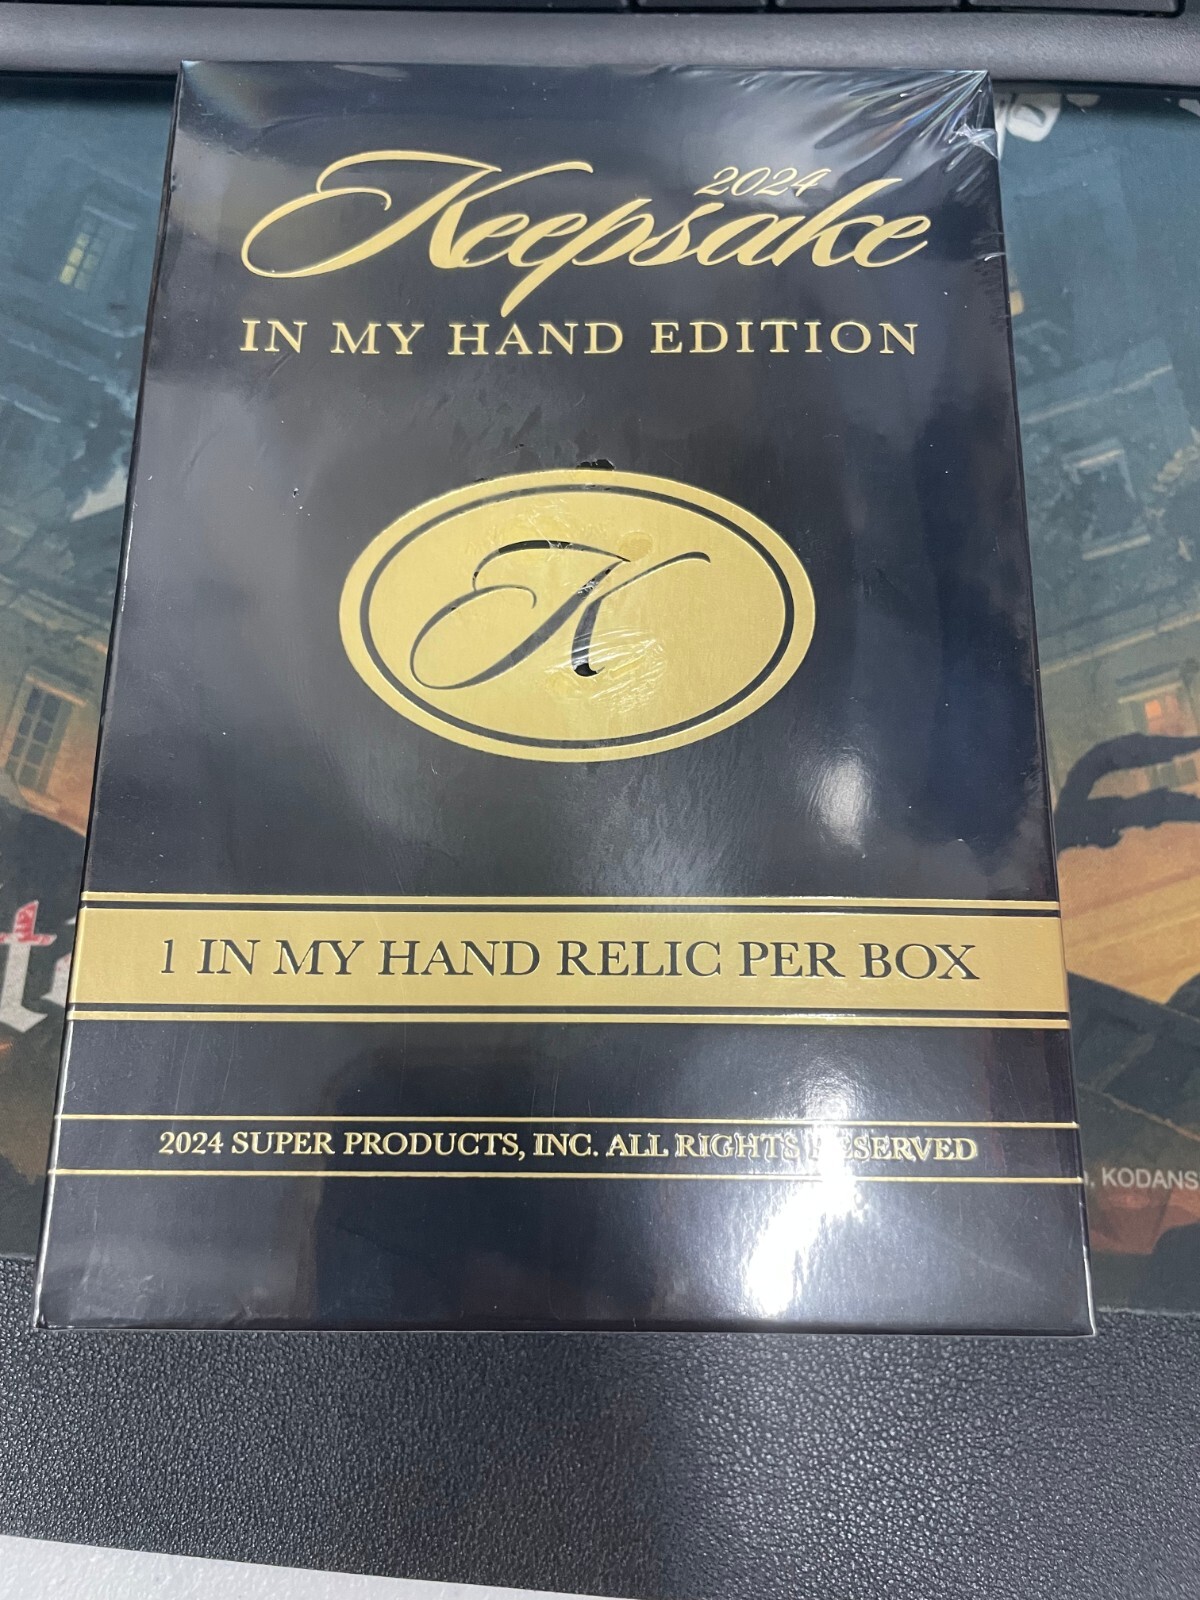 2024
Keepsake
IN MY HAND EDITION
K
1 IN MY HAND RELIC PER BOX
2024 SUPER PRODUCTS, INC. ALL RIGHTS RESERVED
, KODANS